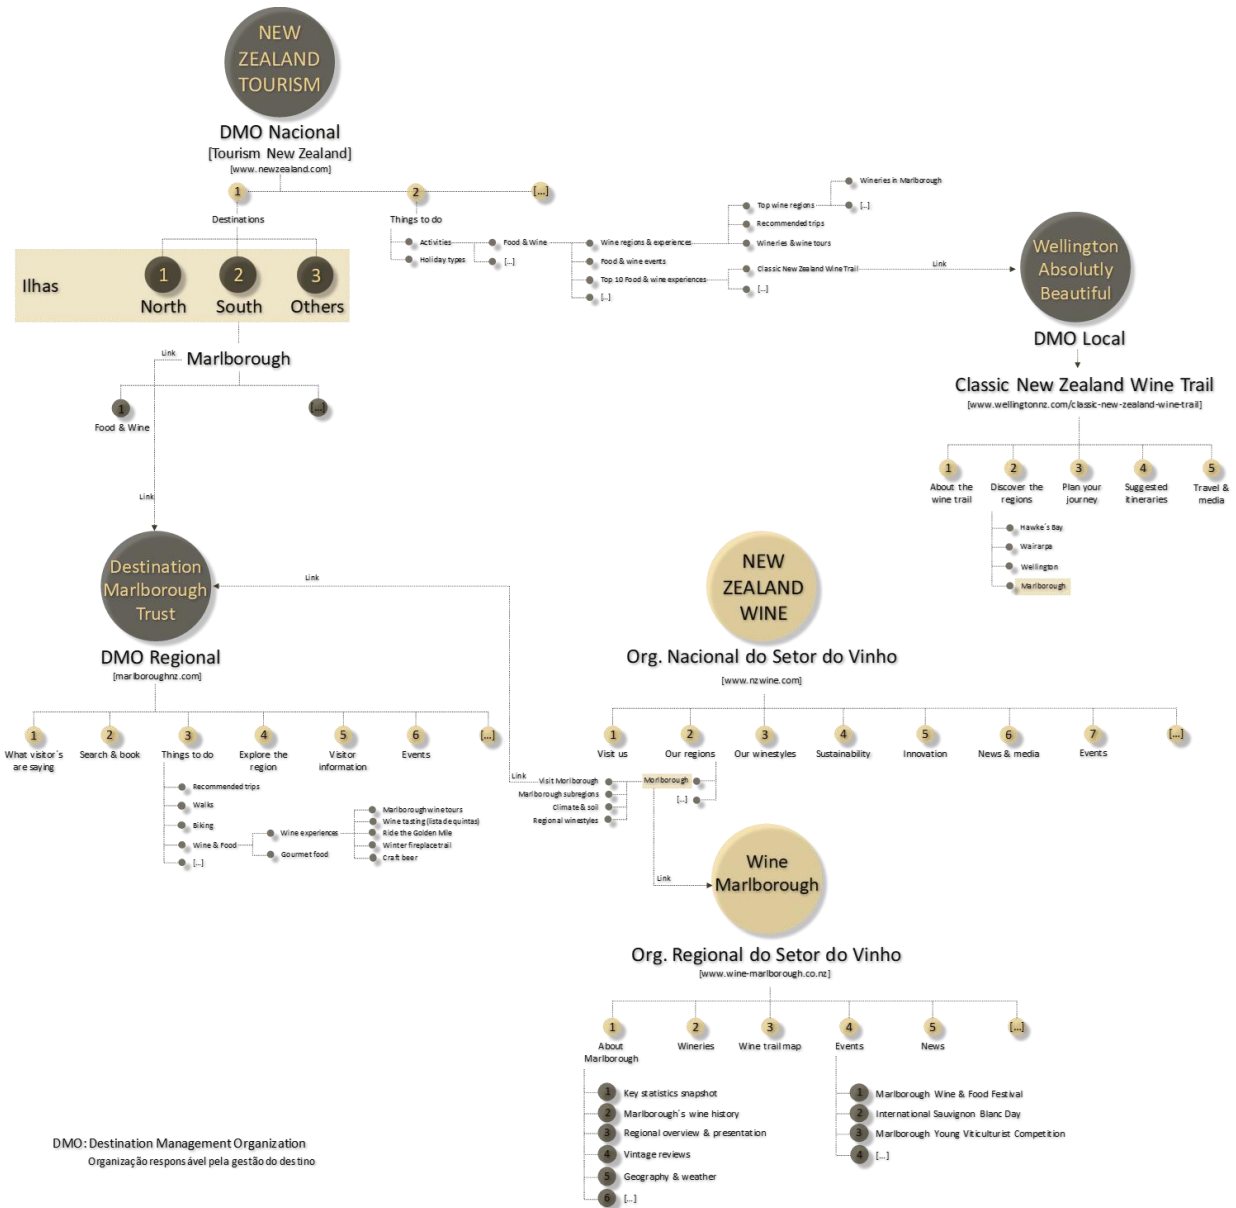 NEW
ZEALAND
TOURISM
DMO Nacional
[Tourism New Zealand]
[www.newzealand.com]
1
2
[...]
Destinations
Things to do
Activities
Holiday types
Food & Wine
[...]
Wine regions & experiences
Food & wine events
Top 10 Food & wine experiences
[...]
Top wine regions
Recommended trips
Wineries & wine tours
Classic New Zealand Wine Trail
[...]
Wineries in Marlborough
[...]
Link
Ilhas
1
2
3
North
South
Others
Link
Marlborough
1
[...]
Food & Wine
Link
Wellington
Absolutly
Beautiful
DMO Local
Classic New Zealand Wine Trail
[www.wellingtonnz.com/classic-new-zealand-wine-trail]
1
2
3
4
5
About the
wine trail
Discover the
regions
Plan your
journey
Suggested
itineraries
Travel &
media
Hawke´s Bay
Wairarpa
Wellington
Marlborough
Destination
Marlborough
Trust
Link
DMO Regional
[marlboroughnz.com]
1
2
3
4
5
6
[...]
What visitor´s
are saying
Search & book
Things to do
Explore the
region
Visitor
information
Events
Recommended trips
Walks
Biking
Wine & Food
[...]
Wine experiences
Gourmet food
Marlborough wine tours
Wine tasting (lista de quintas)
Ride the Golden Mile
Winter fireplace trail
Craft beer
NEW
ZEALAND
WINE
Org. Nacional do Setor do Vinho
[www.nzwine.com]
1
2
3
4
5
6
7
[...]
Visit us
Our regions
Our winestyles
Sustainability
Innovation
News & media
Events
Link
Visit Morlborough
Marlborough subregions
Climate & soil
Regional winestyles
Morlborough
[...]
Link
Wine
Marlborough
Org. Regional do Setor do Vinho
[www.wine-marlborough.co.nz]
1
2
3
4
5
[...]
About
Marlborough
Wineries
Wine trail map
Events
News
1 Key statistics snapshot
2 Marlborough´s wine history
3 Regional overview & presentation
4 Vintage reviews
5 Geography & weather
6 [...]
1 Marlborough Wine & Food Festival
2 International Sauvignon Blanc Day
3 Marlborough Young Viticulturist Competition
4 [...]
DMO: Destination Management Organization
Organização responsável pela gestão do destino